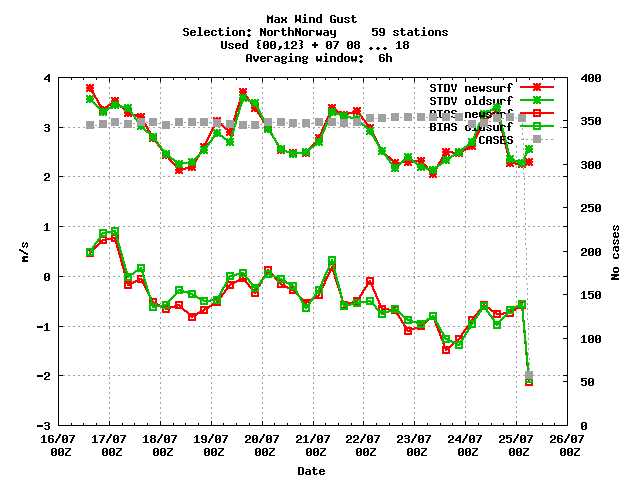 Max Wind Gust
Selection: NorthNorway 59 stations
Used {00,12} + 07 08 ... 18
Averaging window: 6h
STDV newsurf
STDV oldsurf
BIAS newsurf
BIAS oldsurf
CASES
4
3
2
1
0
-1
-2
-3
m/s
400
350
300
250
200
150
100
50
0
No cases
16/07 17/07 18/07 19/07 20/07 21/07 22/07 23/07 24/07 25/07 26/07
00Z 00Z 00Z 00Z 00Z 00Z 00Z 00Z 00Z 00Z 00Z
Date